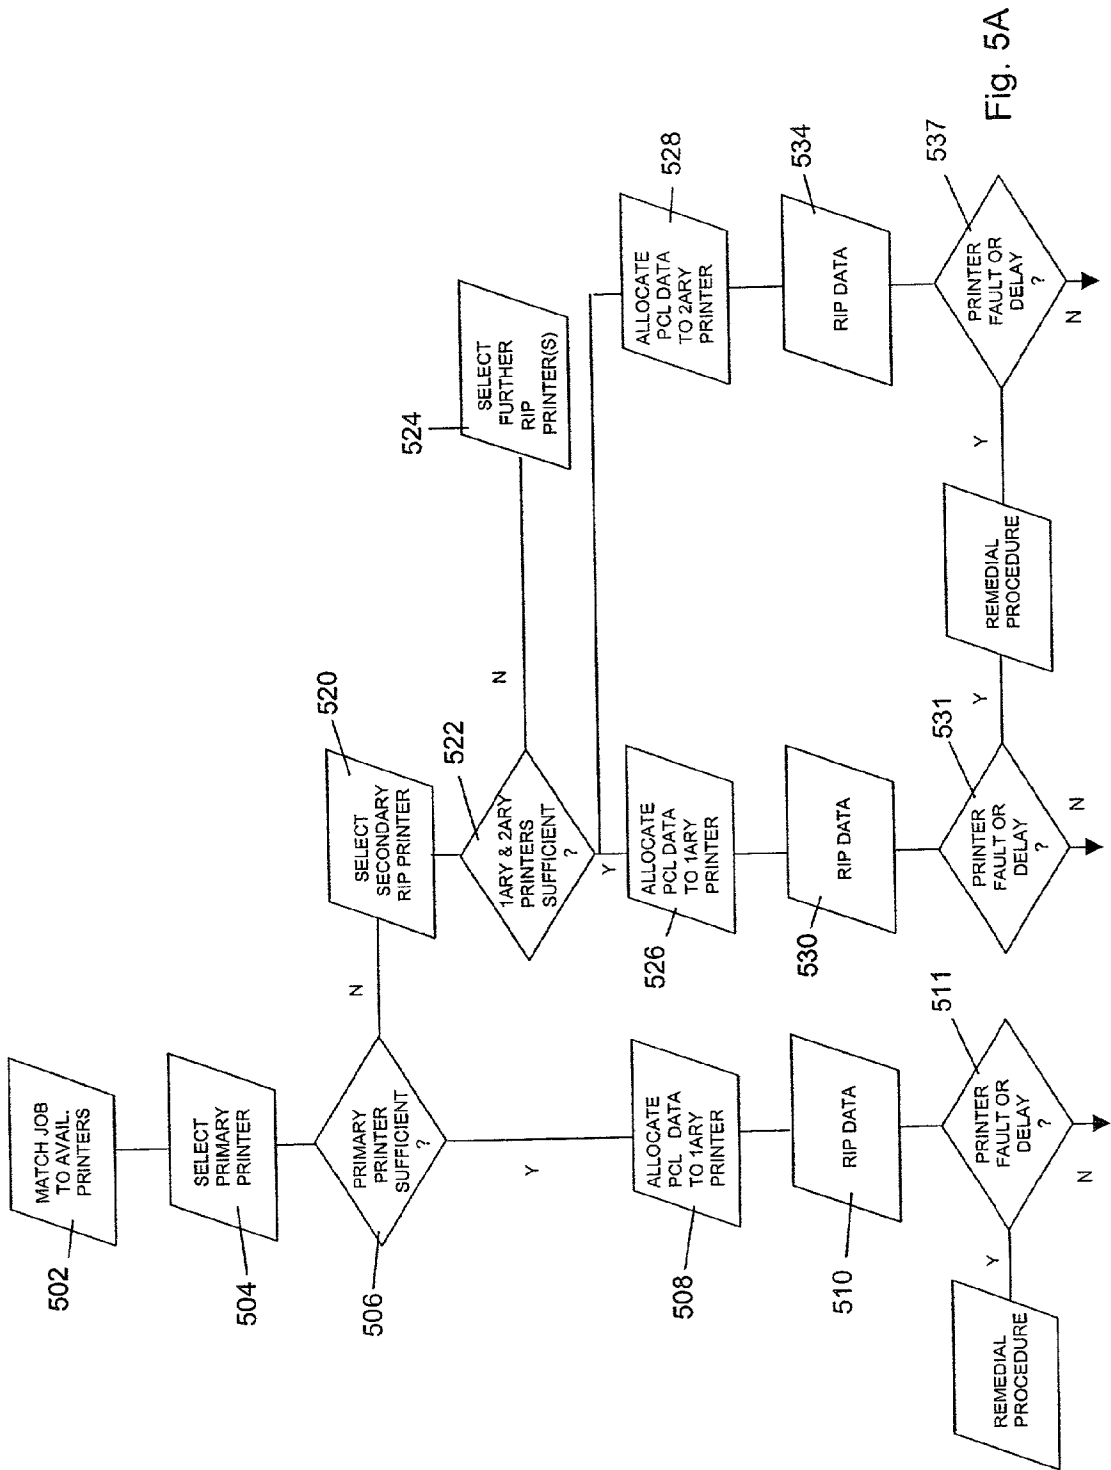 502
MATCH JOB
TO AVAIL.
PRINTERS
504
SELECT
PRIMARY
PRINTER
506
PRIMARY
PRINTER
SUFFICIENT
?
N
Y
520
SELECT
SECONDARY
RIP PRINTER
522
1ARY & 2ARY
PRINTERS
SUFFICIENT
?
N
Y
524
SELECT
FURTHER
RIP
PRINTER(S)
508
ALLOCATE
PCL DATA
TO 1ARY
PRINTER
526
ALLOCATE
PCL DATA
TO 1ARY
PRINTER
528
ALLOCATE
PCL DATA
TO 2ARY
PRINTER
510
RIP DATA
530
RIP DATA
534
RIP DATA
REMEDIAL
PROCEDURE
Y
511
PRINTER
FAULT OR
DELAY
?
N
531
PRINTER
FAULT OR
DELAY
?
N
Y
REMEDIAL
PROCEDURE
Y
537
PRINTER
FAULT OR
DELAY
?
N
Fig. 5A